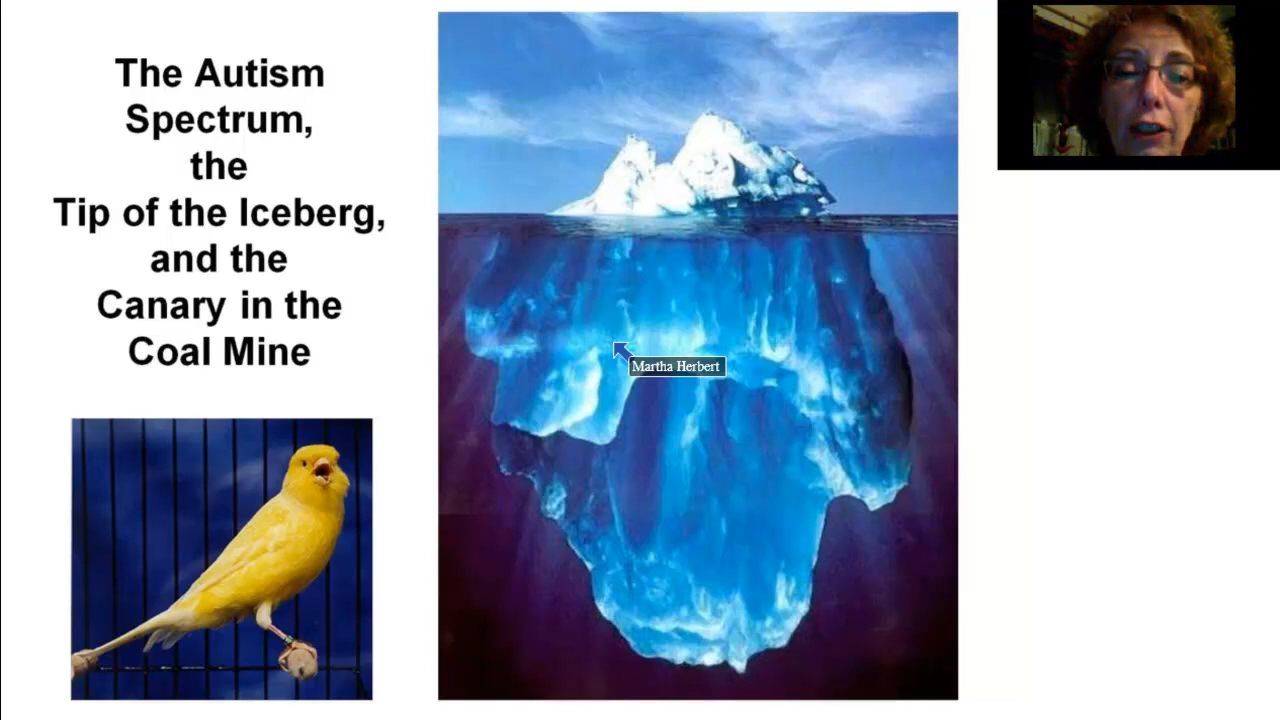 The Autism
Spectrum,
the
Tip of the Iceberg,
and the
Canary in the
Coal Mine
Martha Herbert